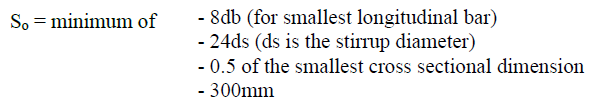 Sₒ = minimum of - 8db (for smallest longitudinal bar)
- 24ds (ds is the stirrup diameter)
- 0.5 of the smallest cross sectional dimension
- 300mm